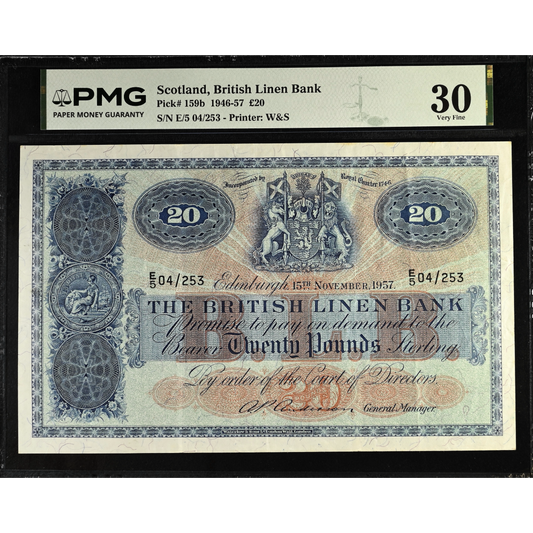 PMG
PAPER MONEY GUARANTY
Scotland, British Linen Bank
Pick# 159b 1946-57 £20
S/N E/5 04/253 - Printer: W&S
30
Very Fine
Incorporated by Royal Charter 1746.
20
20
E/5 04/253
E/5 04/253
Edinburgh 15TH NOVEMBER, 1957.
THE BRITISH LINEN BANK
Promise to pay on demand to the
Bearer Twenty Pounds Sterling.
By order of the Court of Directors.
General Manager.